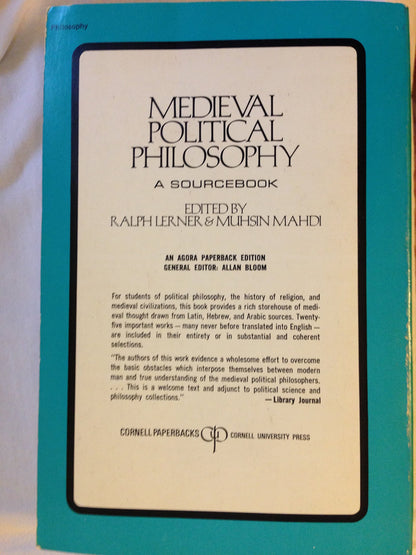 Philosophy
MEDIEVAL
POLITICAL
PHILOSOPHY
A SOURCEBOOK
EDITED BY
RALPH LERNER & MUHSIN MAHDI
AN AGORA PAPERBACK EDITION
GENERAL EDITOR: ALLAN BLOOM
For students of political philosophy, the history of religion, and
medieval civilizations, this book provides a rich storehouse of medi-
eval thought drawn from Latin, Hebrew, and Arabic sources. Twenty-
five important works — many never before translated into English —
are included in their entirety or in substantial and coherent
selections.
"The authors of this work evidence a wholesome effort to overcome
the basic obstacles which interpose themselves between modern
man and true understanding of the medieval political philosophers.
. . . This is a welcome text and adjunct to political science and
philosophy collections."
— Library Journal
CORNELL PAPERBACKS cup CORNELL UNIVERSITY PRESS